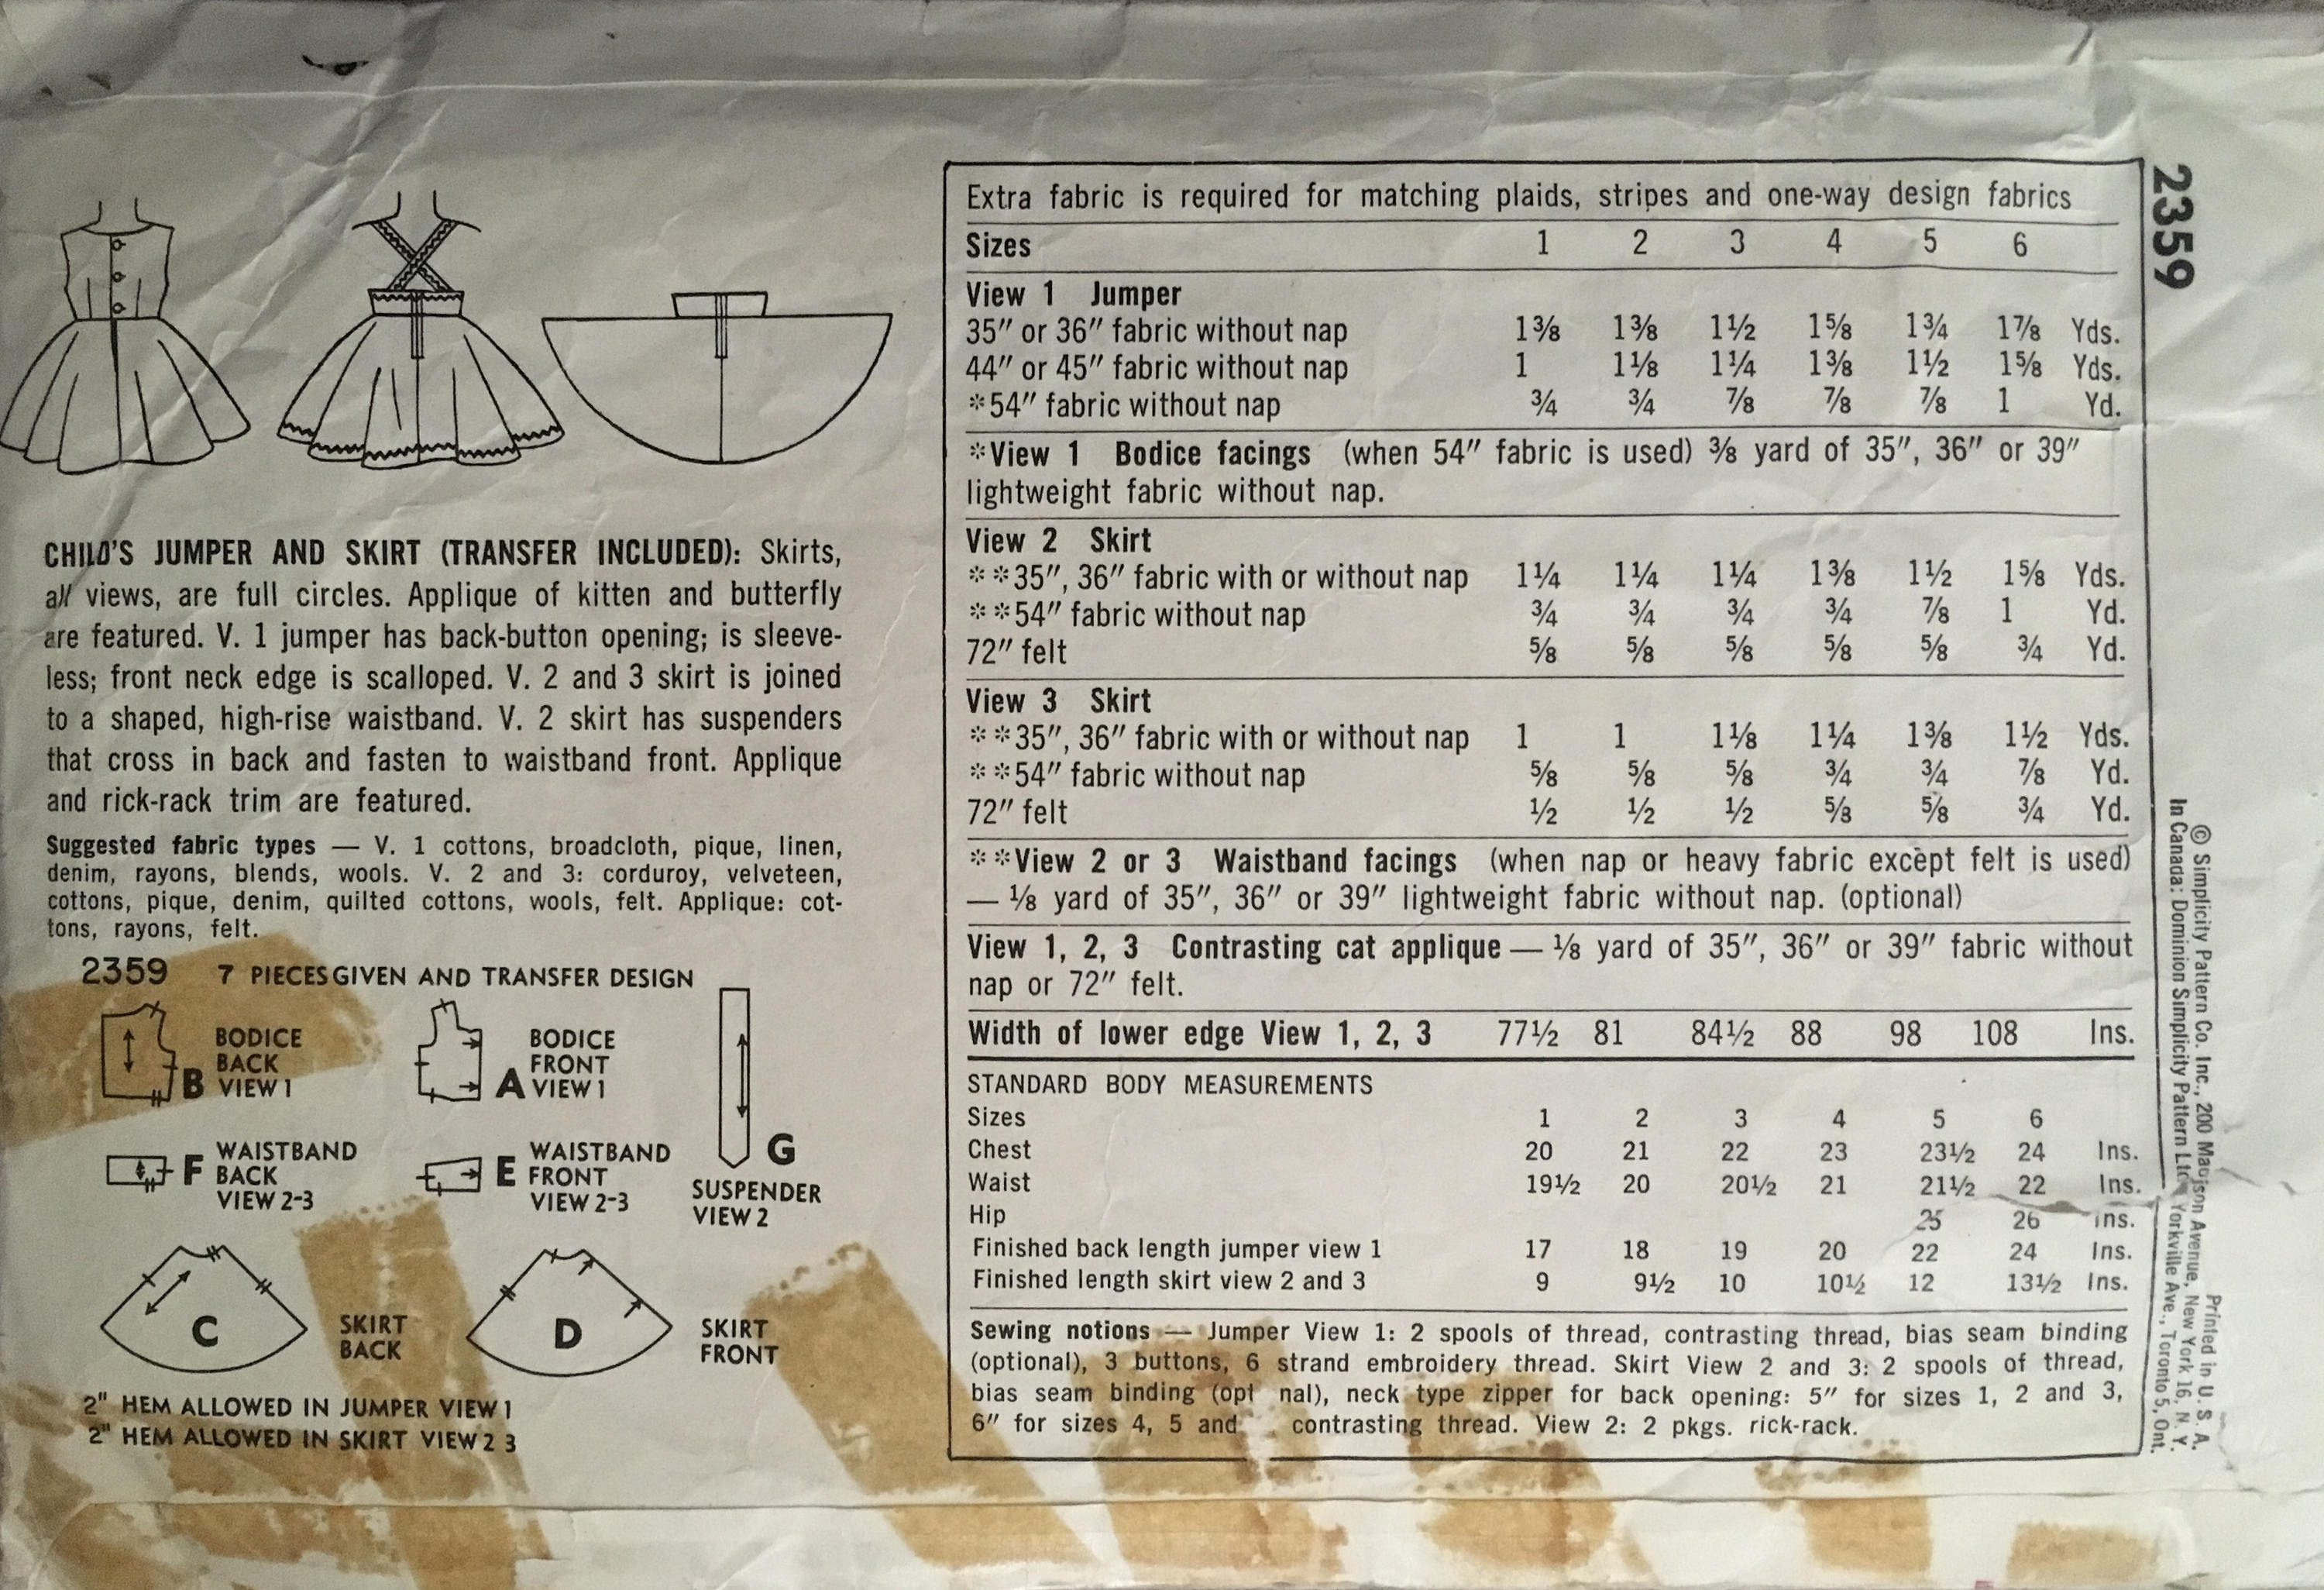 CHILD'S JUMPER AND SKIRT (TRANSFER INCLUDED): Skirts,
all views, are full circles. Applique of kitten and butterfly
are featured. V. 1 jumper has back-button opening; is sleeve-
less; front neck edge is scalloped. V. 2 and 3 skirt is joined
to a shaped, high-rise waistband. V. 2 skirt has suspenders
that cross in back and fasten to waistband front. Applique
and rick-rack trim are featured.
Suggested fabric types — V. 1 cottons, broadcloth, pique, linen,
denim, rayons, blends, wools. V. 2 and 3: corduroy, velveteen,
cottons, pique, denim, quilted cottons, wools, felt. Applique: cot-
tons, rayons, felt.
2359 7 PIECES GIVEN AND TRANSFER DESIGN
B BODICE
BACK
VIEW 1
A BODICE
FRONT
VIEW 1
G
SUSPENDER
VIEW 2
F WAISTBAND
BACK
VIEW 2-3
E WAISTBAND
FRONT
VIEW 2-3
C SKIRT
BACK
D SKIRT
FRONT
2" HEM ALLOWED IN JUMPER VIEW 1
2" HEM ALLOWED IN SKIRT VIEW 2 3
Extra fabric is required for matching plaids, stripes and one-way design fabrics
Sizes 1 2 3 4 5 6
View 1 Jumper
35" or 36" fabric without nap 1⅜ 1⅜ 1½ 1⅝ 1¾ 1⅞ Yds.
44" or 45" fabric without nap 1 1⅛ 1¼ 1⅜ 1½ 1⅝ Yds.
*54" fabric without nap ¾ ¾ ⅞ ⅞ ⅞ 1 Yd.
*View 1 Bodice facings (when 54" fabric is used) ⅜ yard of 35", 36" or 39"
lightweight fabric without nap.
View 2 Skirt
**35", 36" fabric with or without nap 1¼ 1¼ 1¼ 1⅜ 1½ 1⅝ Yds.
**54" fabric without nap ¾ ¾ ¾ ¾ ⅞ 1 Yd.
72" felt ⅝ ⅝ ⅝ ⅝ ⅝ ¾ Yd.
View 3 Skirt
**35", 36" fabric with or without nap 1 1 1⅛ 1¼ 1⅜ 1½ Yds.
**54" fabric without nap ⅝ ⅝ ⅝ ¾ ¾ ⅞ Yd.
72" felt ½ ½ ½ ⅝ ⅝ ¾ Yd.
**View 2 or 3 Waistband facings (when nap or heavy fabric except felt is used)
— ⅛ yard of 35", 36" or 39" lightweight fabric without nap. (optional)
View 1, 2, 3 Contrasting cat applique — ⅛ yard of 35", 36" or 39" fabric without
nap or 72" felt.
Width of lower edge View 1, 2, 3 77½ 81 84½ 88 98 108 Ins.
STANDARD BODY MEASUREMENTS
Sizes 1 2 3 4 5 6
Chest 20 21 22 23 23½ 24 Ins.
Waist 19½ 20 20½ 21 21½ 22 Ins.
Hip 25 26 Ins.
Finished back length jumper view 1 17 18 19 20 22 24 Ins.
Finished length skirt view 2 and 3 9 9½ 10 10½ 12 13½ Ins.
Sewing notions — Jumper View 1: 2 spools of thread, contrasting thread, bias seam binding
(optional), 3 buttons, 6 strand embroidery thread. Skirt View 2 and 3: 2 spools of thread,
bias seam binding (opt nal), neck type zipper for back opening: 5" for sizes 1, 2 and 3,
6" for sizes 4, 5 and contrasting thread. View 2: 2 pkgs. rick-rack.
2359
© Simplicity Pattern Co. Inc., 200 Madison Avenue, New York 16, N. Y.
In Canada: Dominion Simplicity Pattern Ltd Yorkville Ave., Toronto 5, Ont.
Printed in U. S. A.